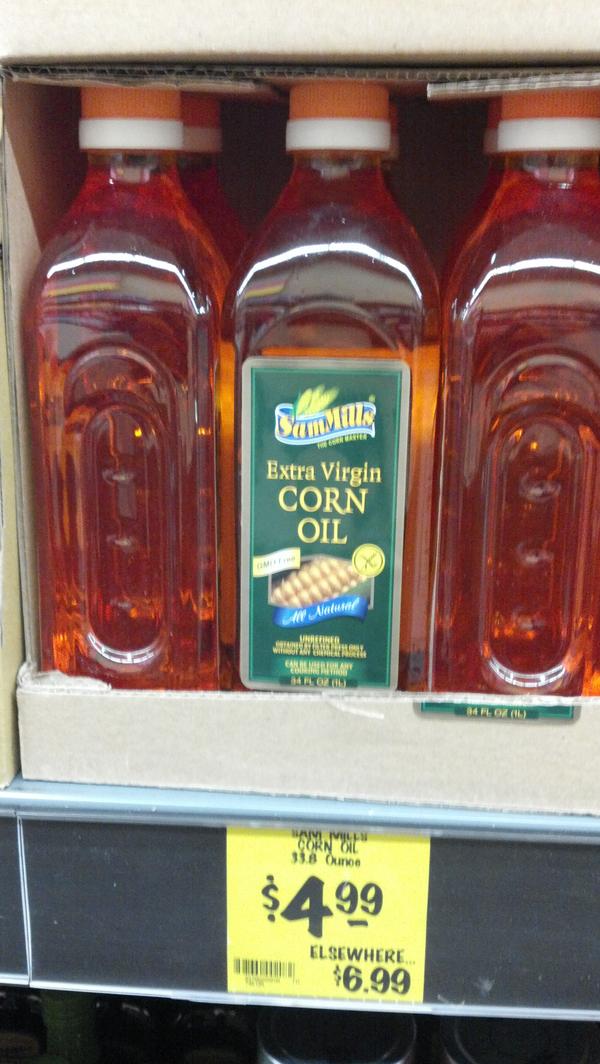 SamMills
THE CORN MASTER
Extra Virgin
CORN
OIL
GMO Free
All Natural
UNREFINED
OBTAINED BY FILTER PRESS ONLY
WITHOUT ANY CHEMICAL PROCESS
CAN BE USED FOR ANY
COOKING METHOD
34 FL OZ (1L)
34 FL OZ (1L)
SAM MILLS
CORN OIL
33.8 Ounce
$4.99
ELSEWHERE...
$6.99